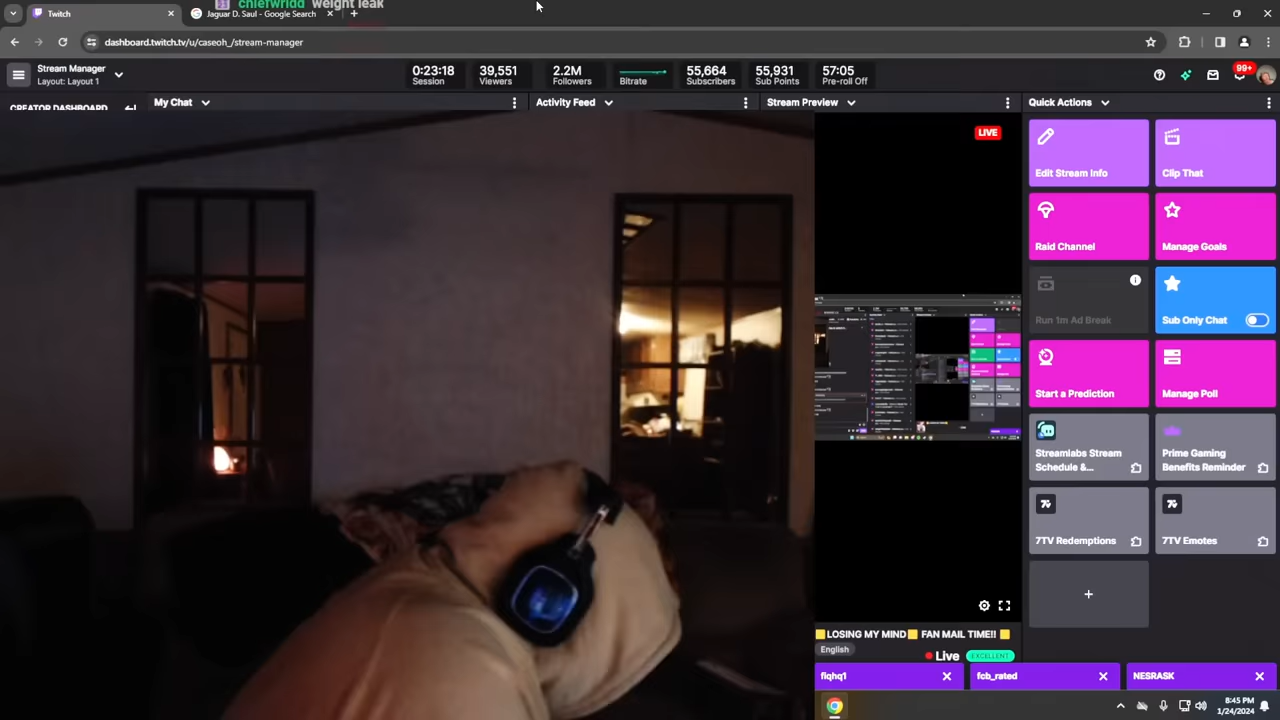 chiefwridd weight leak
Twitch
Jaguar D. Saul - Google Search
dashboard.twitch.tv/u/caseoh_/stream-manager
Stream Manager
Layout: Layout 1
0:23:18
Session
39,551
Viewers
2.2M
Followers
Bitrate
55,664
Subscribers
55,931
Sub Points
57:05
Pre-roll Off
99+
CREATOR DASHBOARD
My Chat
Activity Feed
Stream Preview
Quick Actions
LIVE
Edit Stream Info
Clip That
Raid Channel
Manage Goals
Run 1m Ad Break
Sub Only Chat
Start a Prediction
Manage Poll
Streamlabs Stream
Schedule &...
Prime Gaming
Benefits Reminder
7TV Redemptions
7TV Emotes
LOSING MY MIND FAN MAIL TIME!!
English
Live
EXCELLENT
fcb_rated
NESRASK
8:45 PM
1/24/2024